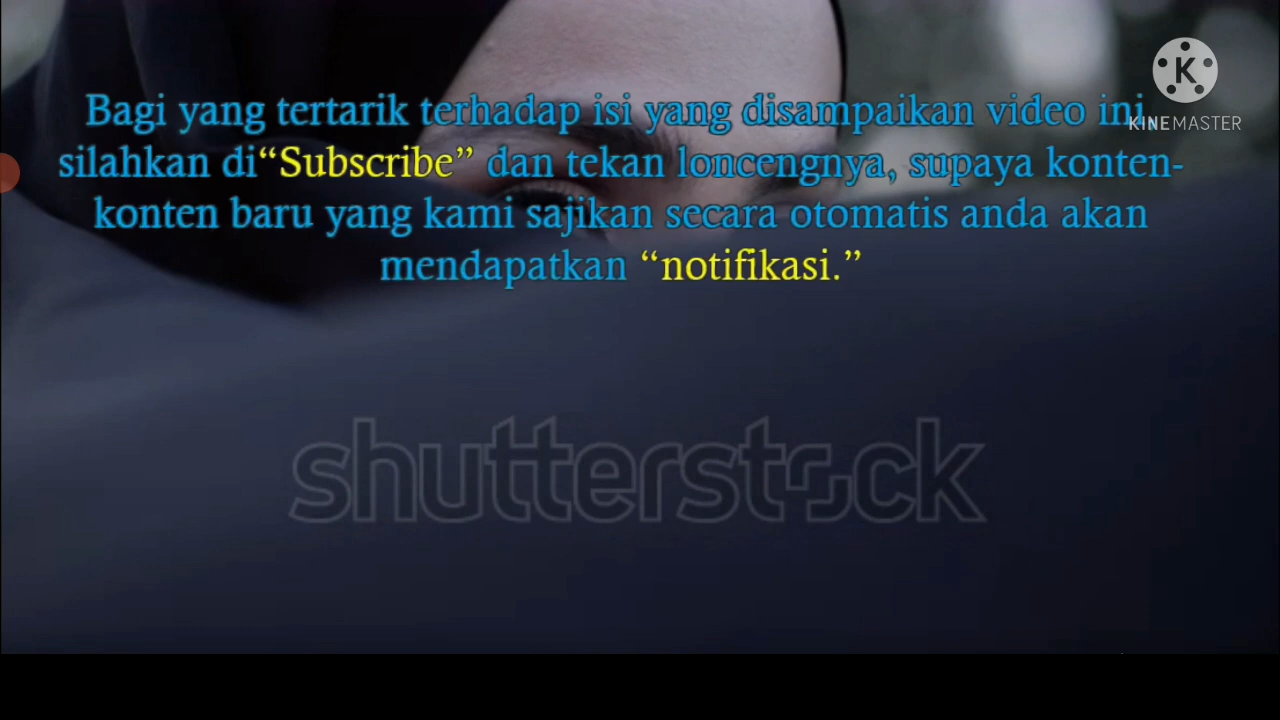 Bagi yang tertarik terhadap isi yang disampaikan video ini,
silahkan di“Subscribe” dan tekan loncengnya, supaya konten-
konten baru yang kami sajikan secara otomatis anda akan
mendapatkan “notifikasi.”
K
KINEMASTER
shutterstock